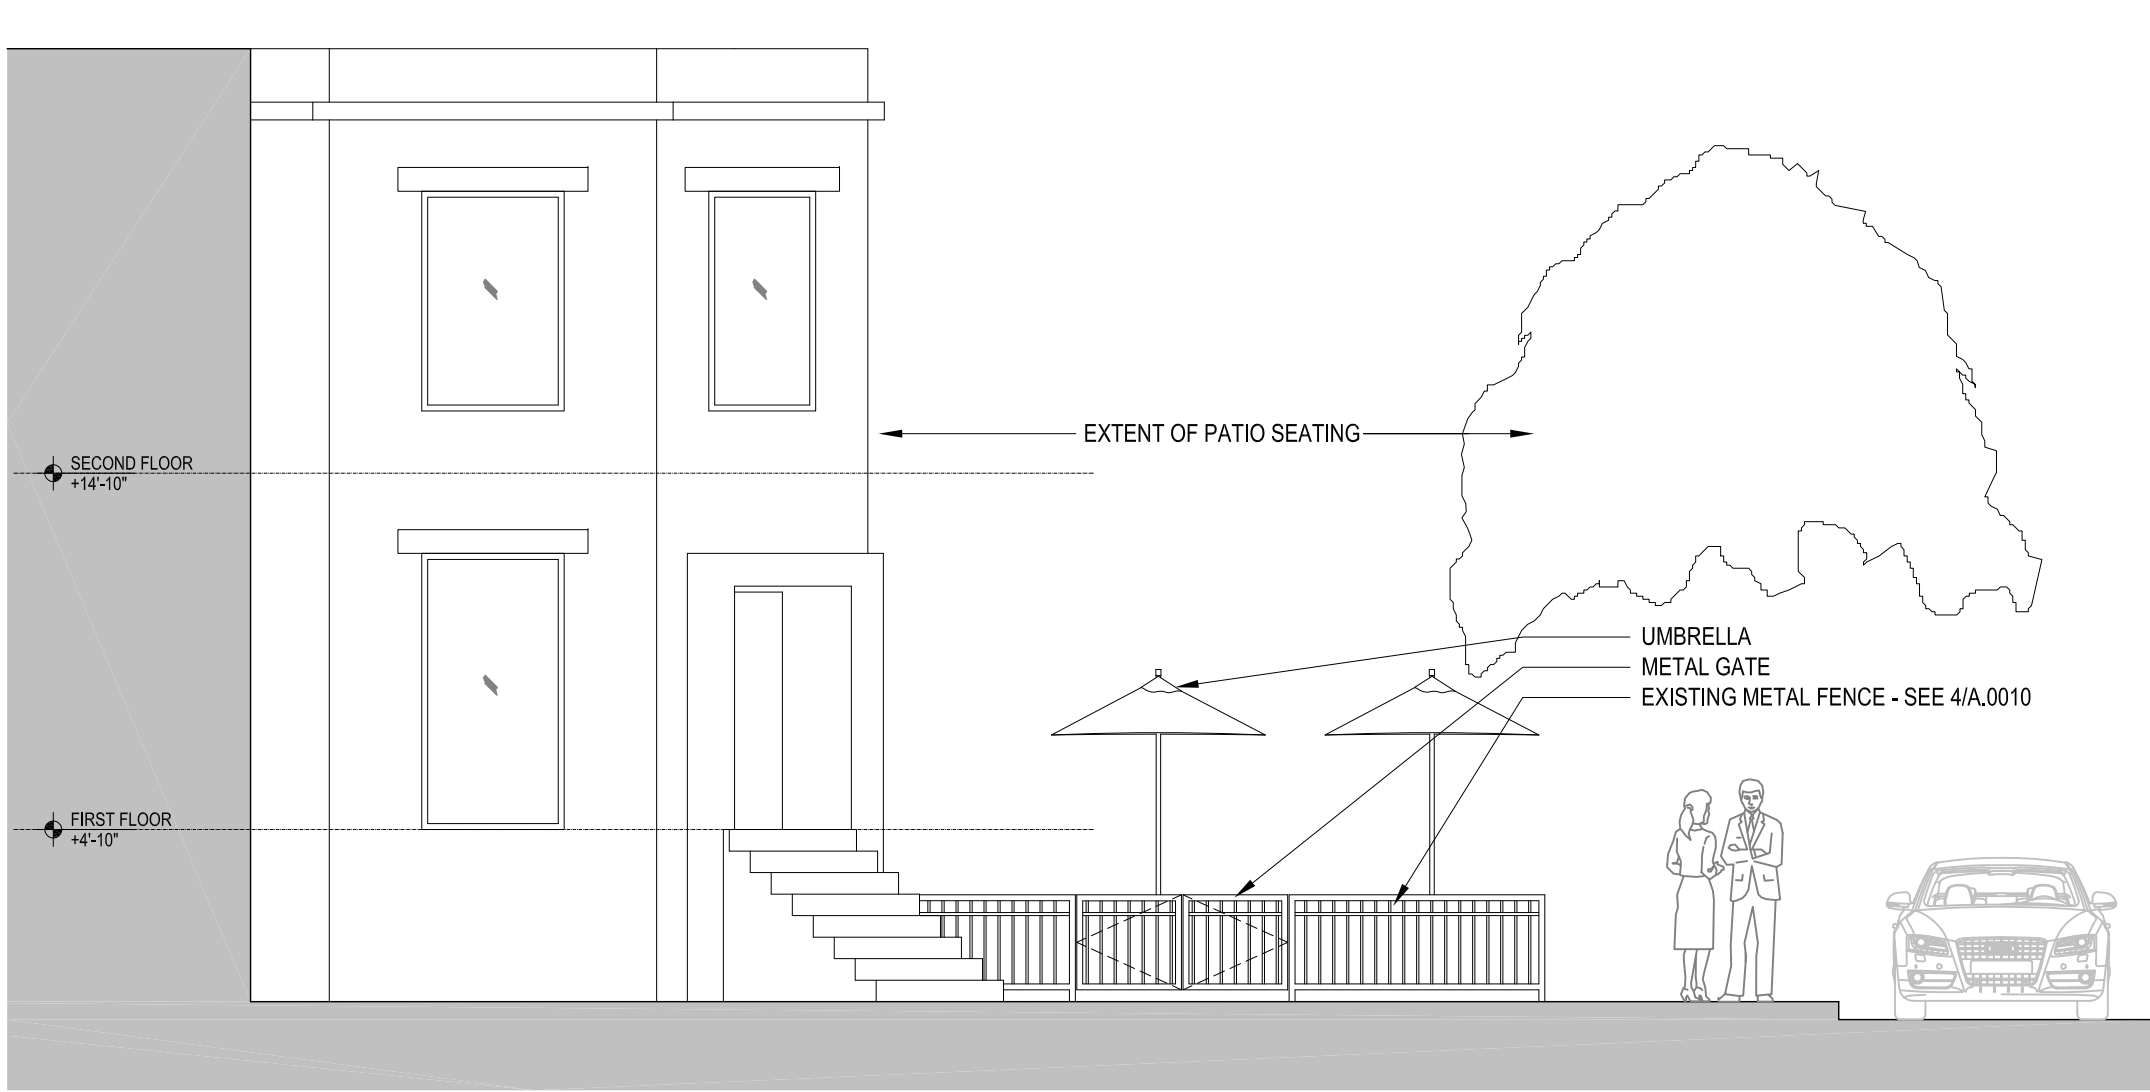 EXTENT OF PATIO SEATING
SECOND FLOOR
+14'-10"
UMBRELLA
METAL GATE
EXISTING METAL FENCE - SEE 4/A.0010
FIRST FLOOR
+4'-10"